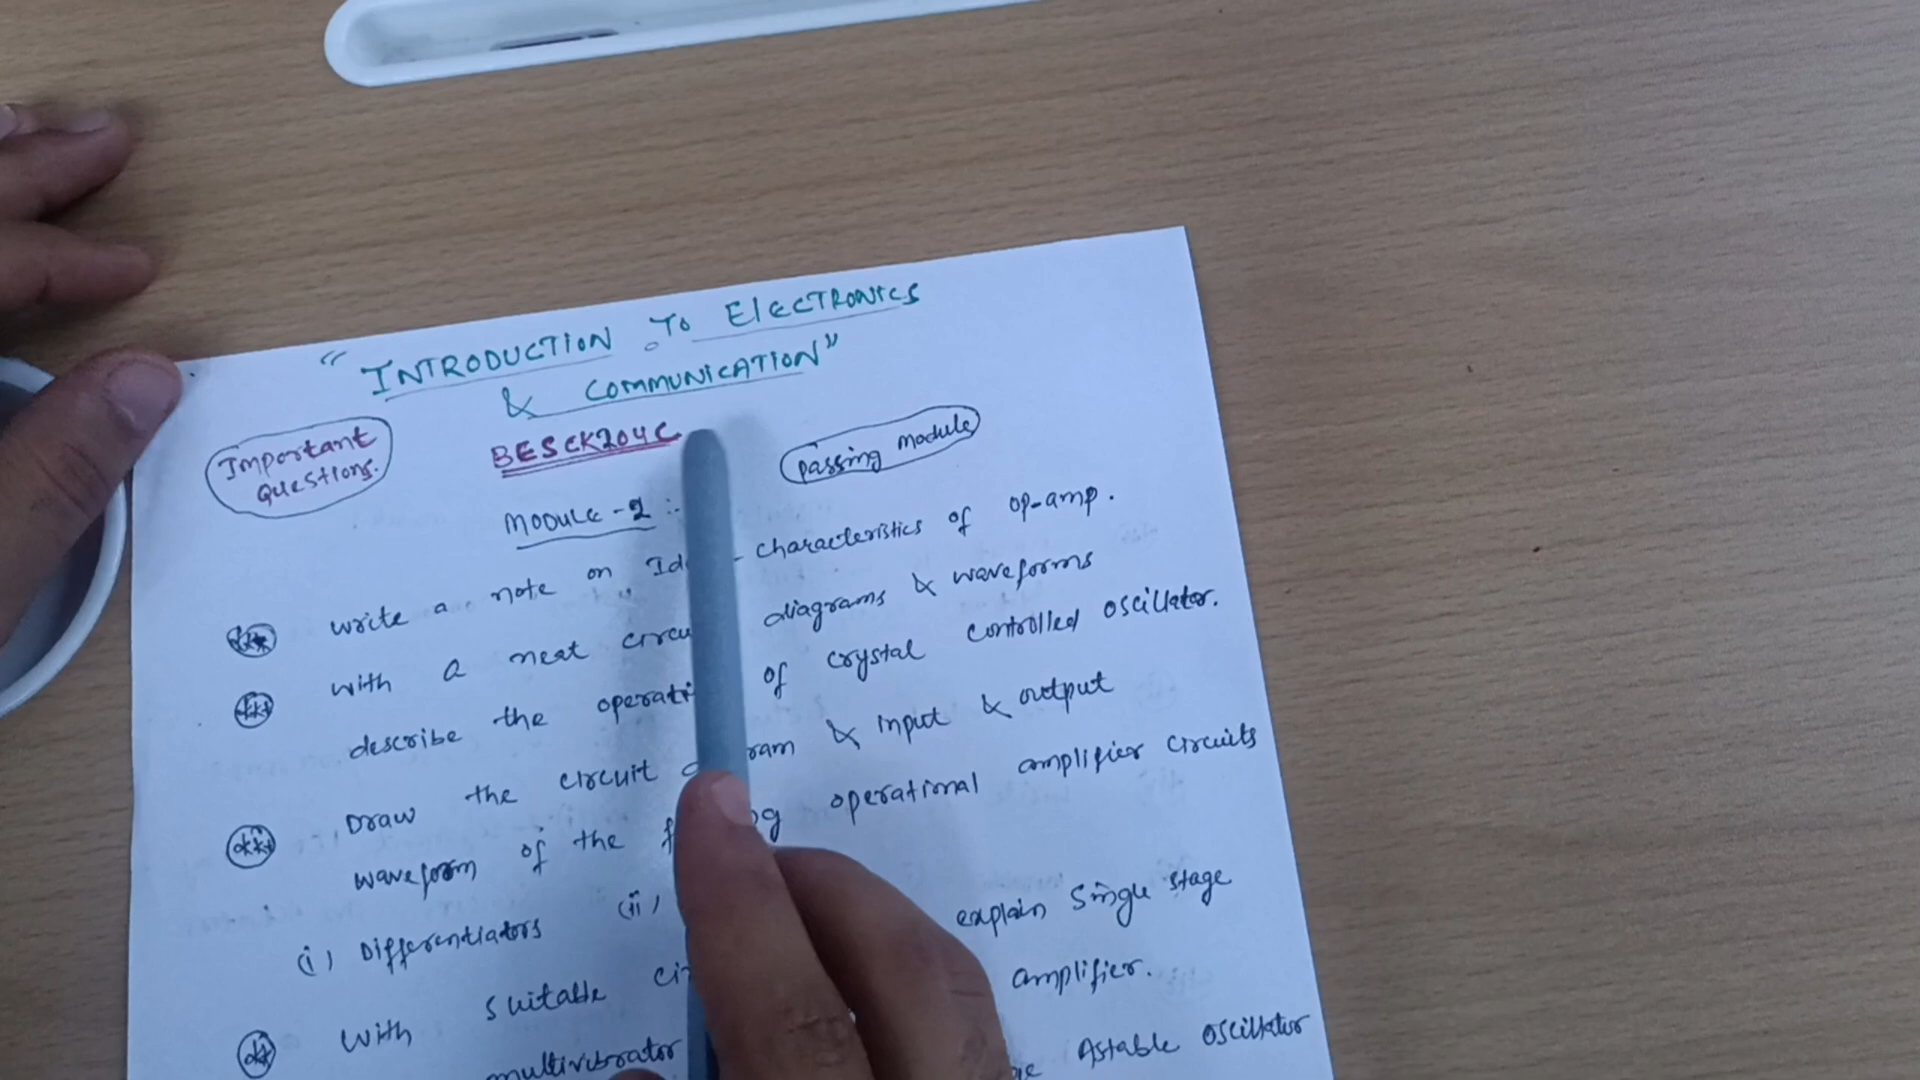 "INTRODUCTION TO ElECTRONICS
& COMMUNICATION"
Important
Questions.
BESCK204C
Passing Module
MODULE-2 :-
Write a note on characteristics of op-amp.
With a neat diagrams & waveforms
describe the of crystal controlled oscillator.
Draw the circuit & input & output
waveform of the operational amplifier circuits
(i) Differentiators (ii)
With suitable explain Single stage
multivibrator amplifier.
Astable oscillator